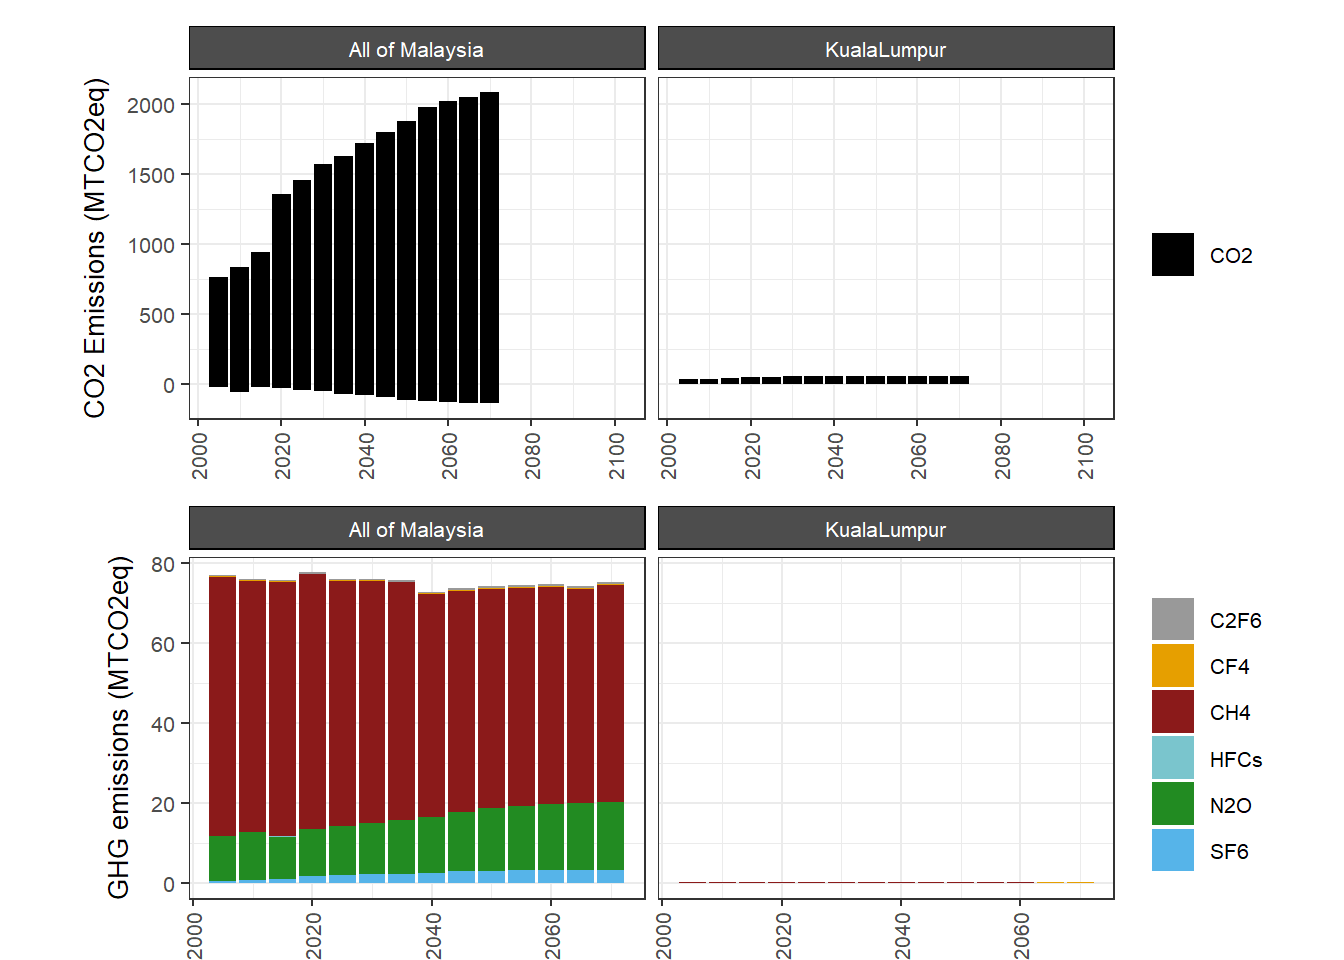 All of Malaysia
KualaLumpur
CO2 Emissions (MTCO2eq)
2000
1500
1000
500
0
2000
2020
2040
2060
2080
2100
2000
2020
2040
2060
2080
2100
CO2
All of Malaysia
KualaLumpur
GHG emissions (MTCO2eq)
80
60
40
20
0
2000
2020
2040
2060
2000
2020
2040
2060
C2F6
CF4
CH4
HFCs
N2O
SF6